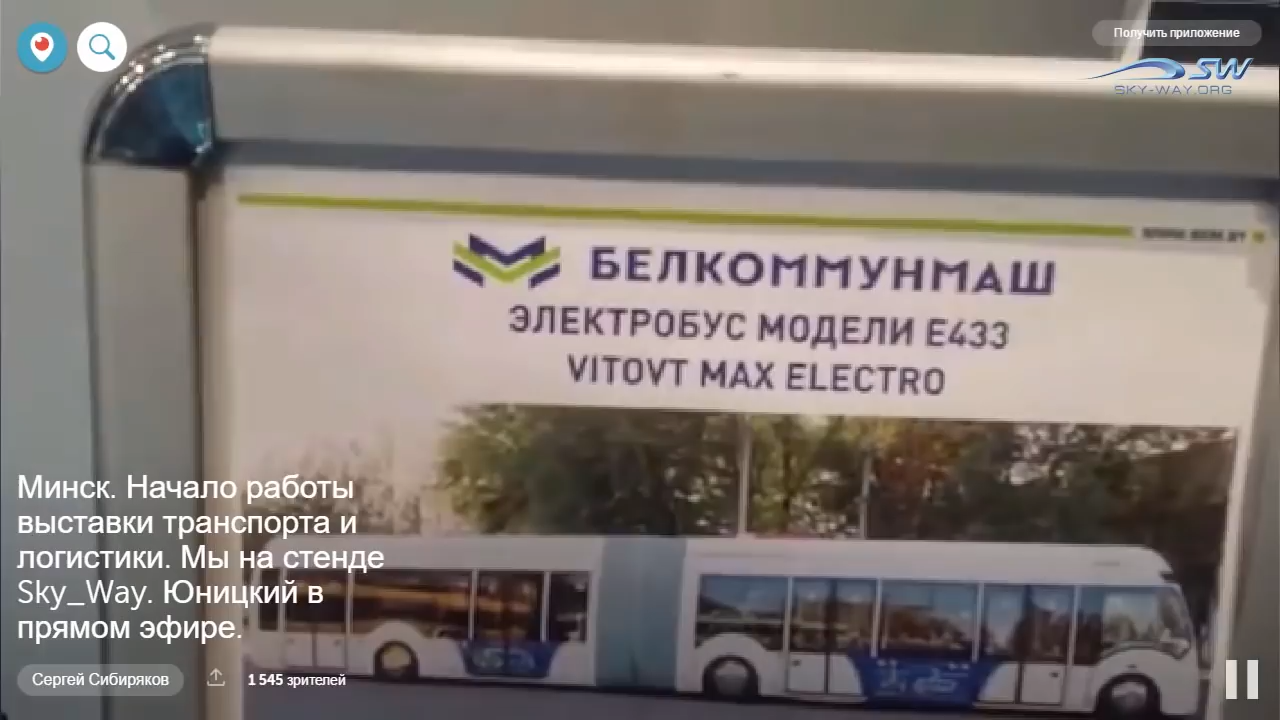 Получить приложение
SW
SKY-WAY.ORG
БЕЛКОММУНМАШ
ЭЛЕКТРОБУС МОДЕЛИ Е433
VITOVT MAX ELECTRO
Минск. Начало работы
выставки транспорта и
логистики. Мы на стенде
Sky_Way. Юницкий в
прямом эфире.
Сергей Сибиряков
1 545 зрителей